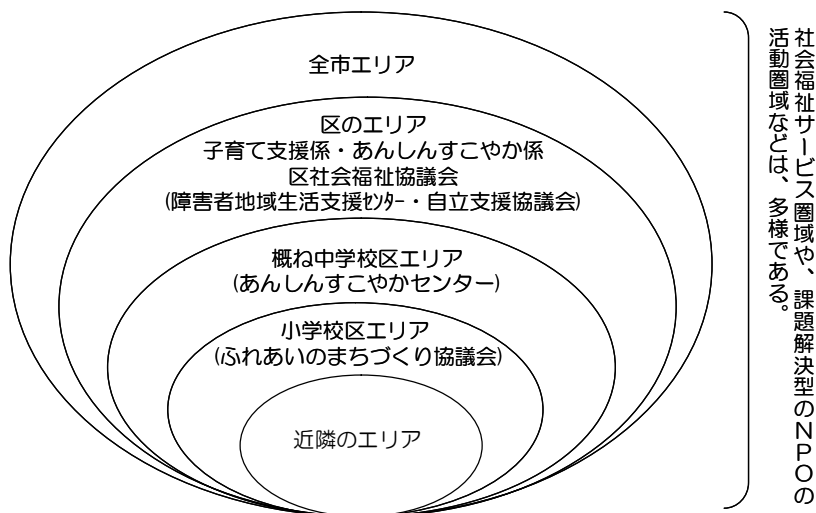 全市エリア
区のエリア
子育て支援係・あんしんすこやか係
区社会福祉協議会
(障害者地域生活支援ｾﾝﾀｰ・自立支援協議会)
概ね中学校区エリア
(あんしんすこやかセンター)
小学校区エリア
(ふれあいのまちづくり協議会)
近隣のエリア
社会福祉サービス圏域や、課題解決型のＮＰＯの
活動圏域などは、多様である。